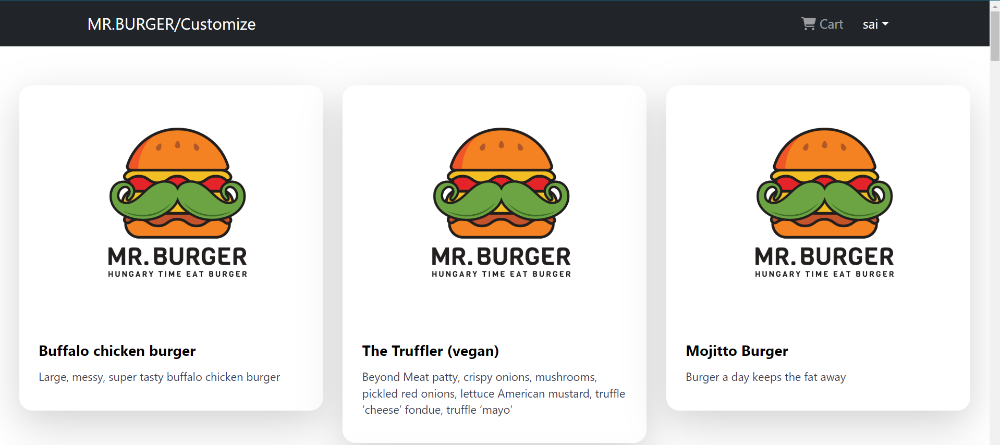 MR.BURGER/Customize
Cart
sai
MR. BURGER
HUNGARY TIME EAT BURGER
MR. BURGER
HUNGARY TIME EAT BURGER
MR. BURGER
HUNGARY TIME EAT BURGER
Buffalo chicken burger
Large, messy, super tasty buffalo chicken burger
The Truffler (vegan)
Beyond Meat patty, crispy onions, mushrooms,
pickled red onions, lettuce American mustard, truffle
‘cheese’ fondue, truffle ‘mayo’
Mojitto Burger
Burger a day keeps the fat away